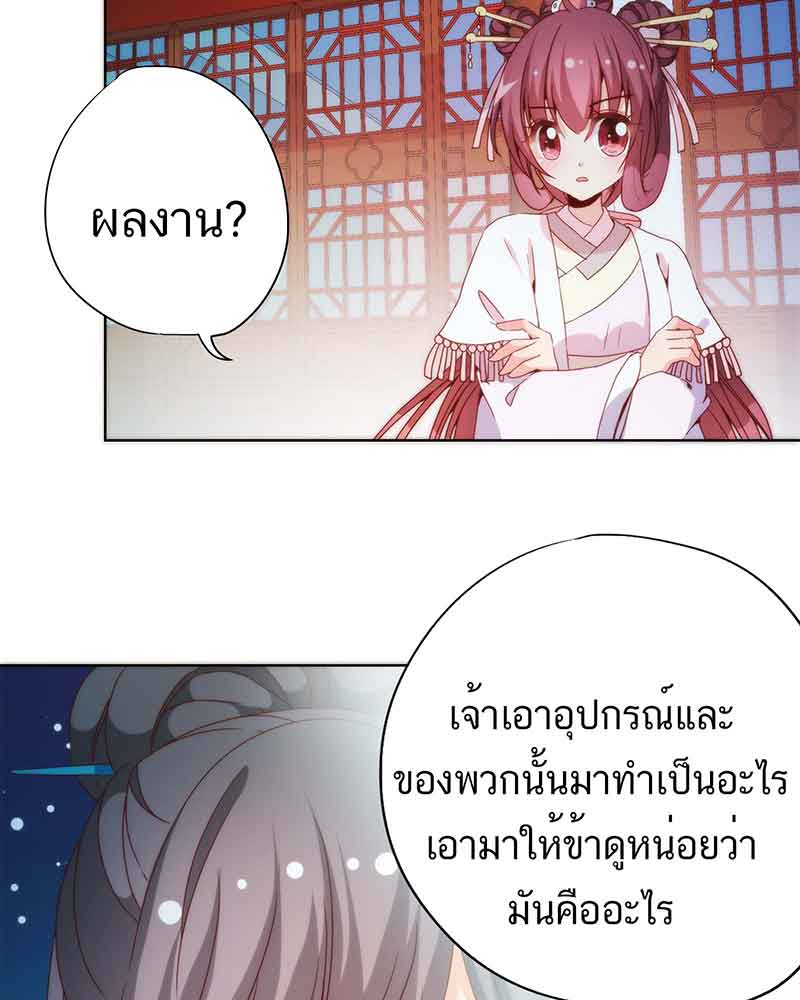 ผลงาน?
เจ้าเอาอุปกรณ์และ
ของพวกนั้นมาทำเป็นอะไร
เอามาให้ข้าดูหน่อยว่า
มันคืออะไร